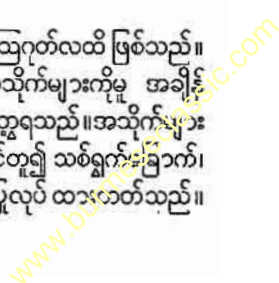 ဩဂုတ်လထိ ဖြစ်သည်။
သိုက်များကိုမူ အချိန်
တွေ့ရသည်။အသိုက်များ
တူ၍ သစ်ရွက်ခြောက်၊
ပြုလုပ် ထားတတ်သည်။
www.burmeseclassic.com